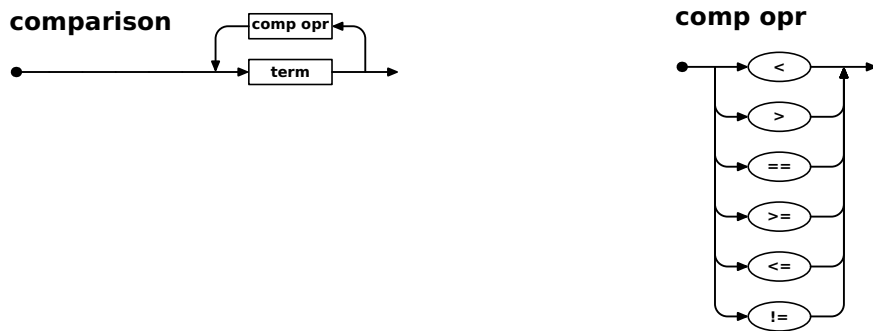 comparison
comp opr
term
comp opr
<
>
==
>=
<=
!=